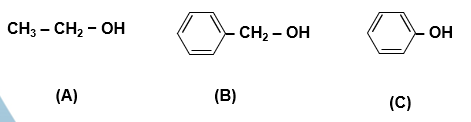 CH₃ – CH₂ – OH
CH₂ – OH
OH
(A)
(B)
(C)